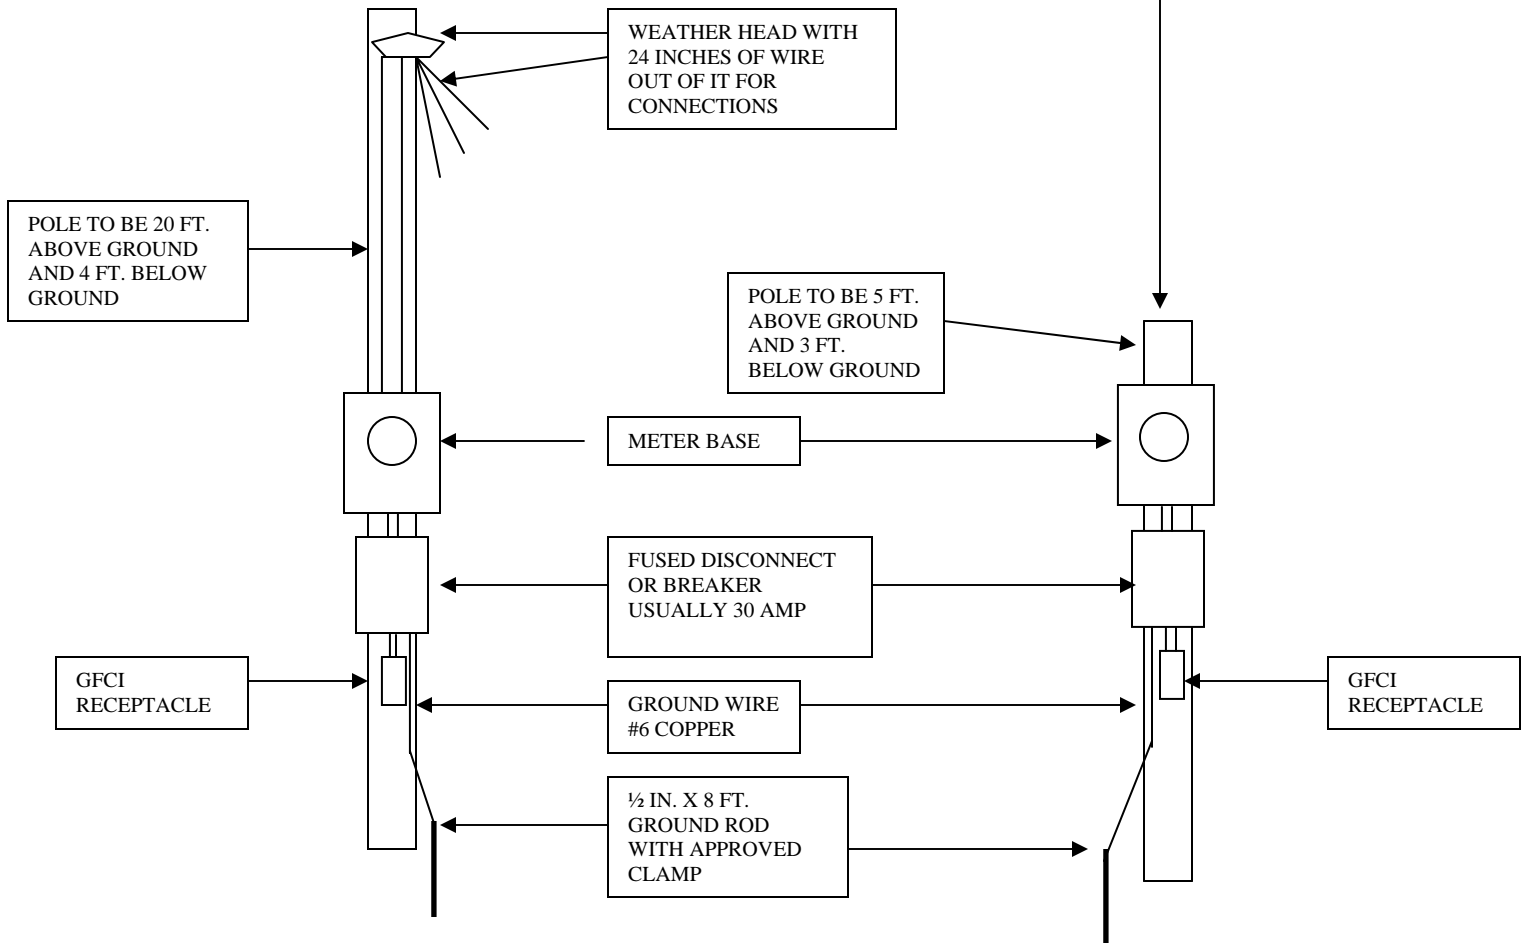 WEATHER HEAD WITH
24 INCHES OF WIRE
OUT OF IT FOR
CONNECTIONS
POLE TO BE 20 FT.
ABOVE GROUND
AND 4 FT. BELOW
GROUND
POLE TO BE 5 FT.
ABOVE GROUND
AND 3 FT.
BELOW GROUND
METER BASE
FUSED DISCONNECT
OR BREAKER
USUALLY 30 AMP
GFCI
RECEPTACLE
GROUND WIRE
#6 COPPER
GFCI
RECEPTACLE
½ IN. X 8 FT.
GROUND ROD
WITH APPROVED
CLAMP